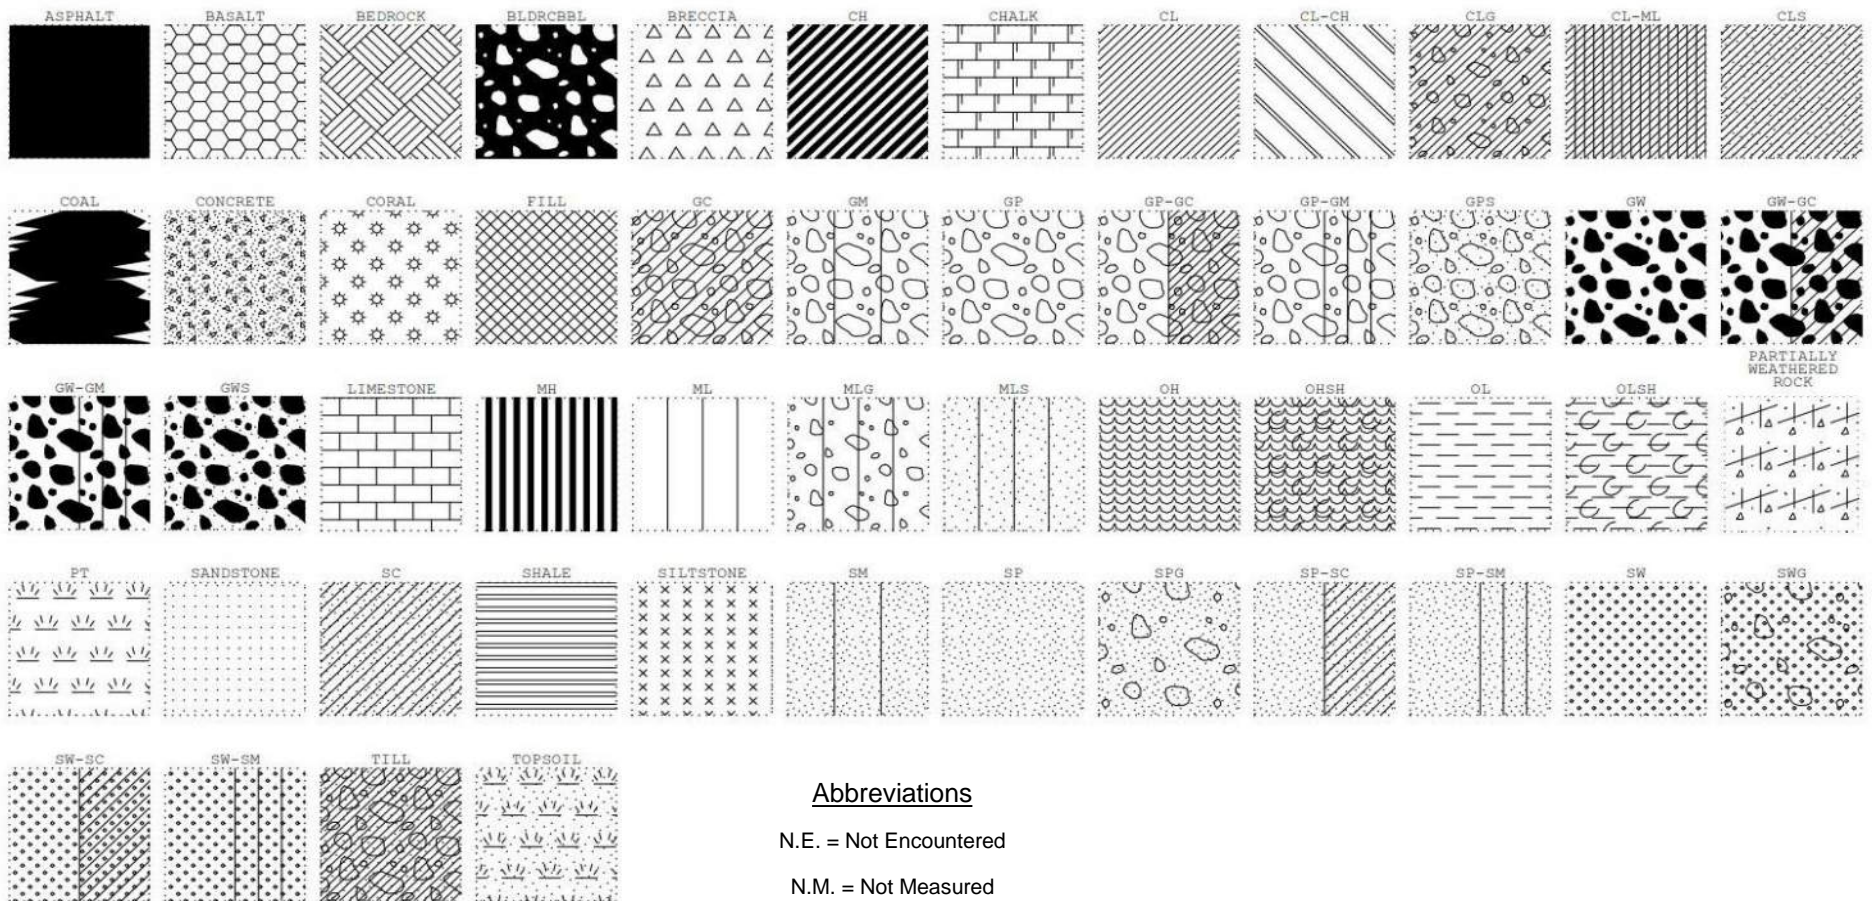 ASPHALT BASALT BEDROCK BLDRCBBL BRECCIA CH CHALK CL CL-CH CLG CL-ML CLS
COAL CONCRETE CORAL FILL GC GM GP GP-GC GP-GM GPS GW GW-GC
GW-GM GWS LIMESTONE MH ML MLG MLS OH OHSH OL OLSH PARTIALLY
WEATHERED
ROCK
PT SANDSTONE SC SHALE SILTSTONE SM SP SPG SP-SC SP-SM SW SWG
SW-SC SW-SM TILL TOPSOIL
Abbreviations
N.E. = Not Encountered
N.M. = Not Measured